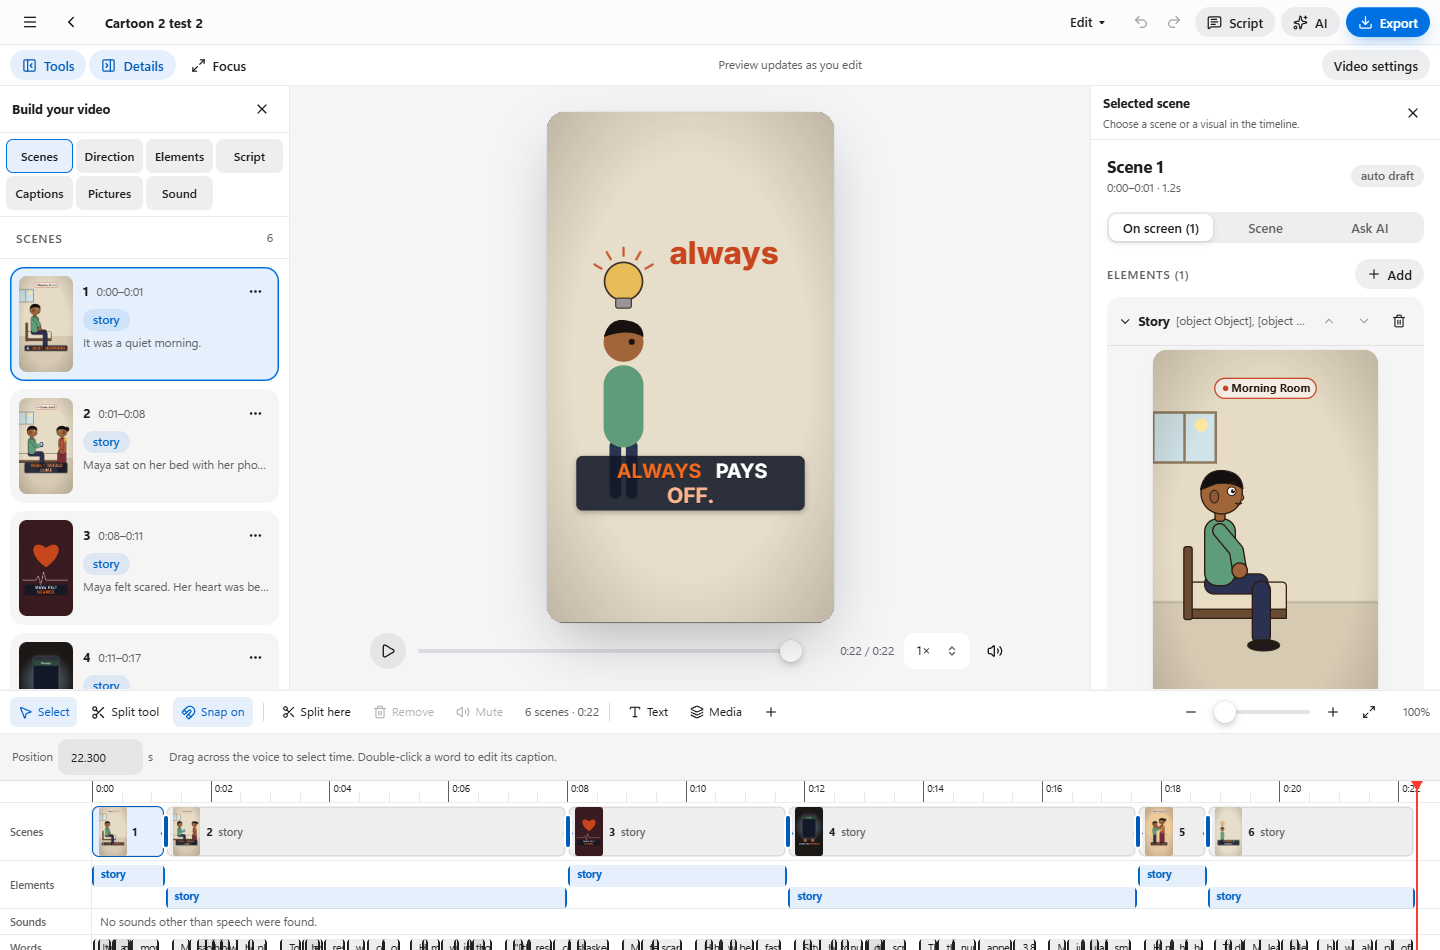 Cartoon 2 test 2
Edit
Script
AI
Export
Tools
Details
Focus
Preview updates as you edit
Video settings
Build your video
Scenes
Direction
Elements
Script
Captions
Pictures
Sound
SCENES
6
1 0:00–0:01
story
It was a quiet morning.
2 0:01–0:08
story
Maya sat on her bed with her pho...
3 0:08–0:11
story
Maya felt scared. Her heart was be...
4 0:11–0:17
story
always
ALWAYS PAYS
OFF.
0:22 / 0:22
1×
Selected scene
Choose a scene or a visual in the timeline.
Scene 1
0:00–0:01 · 1.2s
auto draft
On screen (1)
Scene
Ask AI
ELEMENTS (1)
Add
Story [object Object], [object ...
Morning Room
Select
Split tool
Snap on
Split here
Remove
Mute
6 scenes · 0:22
Text
Media
100%
Position
22.300
s
Drag across the voice to select time. Double-click a word to edit its caption.
0:00
0:02
0:04
0:06
0:08
0:10
0:12
0:14
0:16
0:18
0:20
Scenes
1
2 story
3 story
4 story
5
6 story
Elements
story
story
story
story
story
story
Sounds
No sounds other than speech were found.
Words